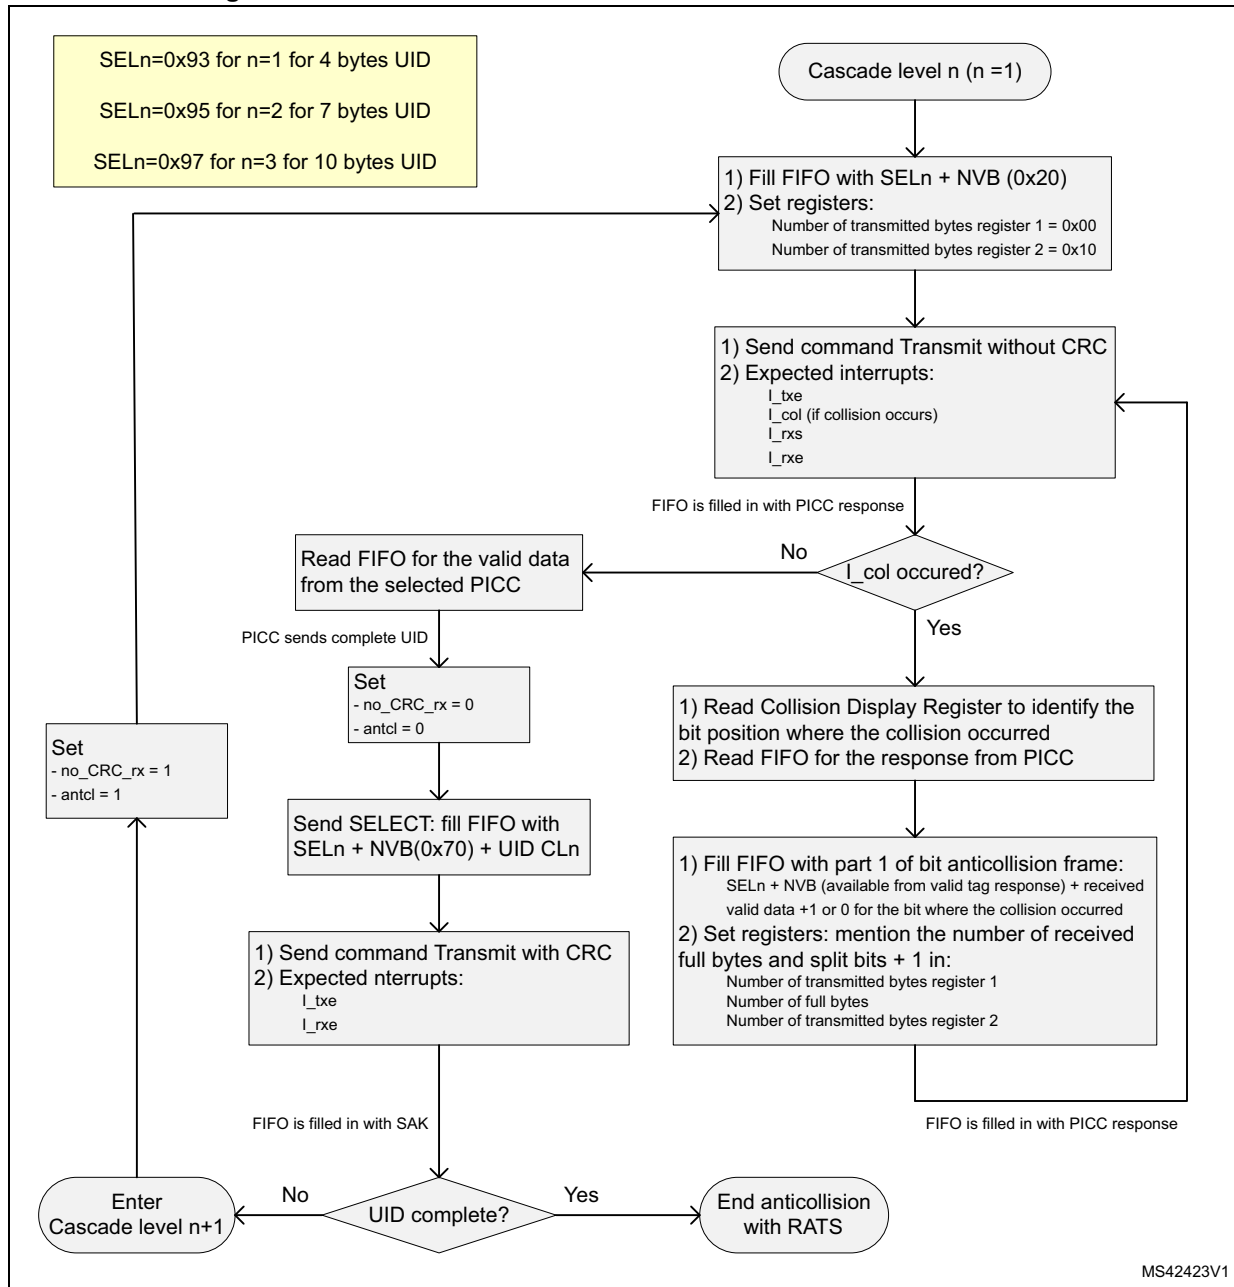 SELn=0x93 for n=1 for 4 bytes UID
SELn=0x95 for n=2 for 7 bytes UID
SELn=0x97 for n=3 for 10 bytes UID
Cascade level n (n =1)
1) Fill FIFO with SELn + NVB (0x20)
2) Set registers:
Number of transmitted bytes register 1 = 0x00
Number of transmitted bytes register 2 = 0x10
1) Send command Transmit without CRC
2) Expected interrupts:
I_txe
I_col (if collision occurs)
I_rxs
I_rxe
FIFO is filled in with PICC response
I_col occured?
No
Yes
Read FIFO for the valid data
from the selected PICC
PICC sends complete UID
Set
- no_CRC_rx = 0
- antcl = 0
Send SELECT: fill FIFO with
SELn + NVB(0x70) + UID CLn
1) Send command Transmit with CRC
2) Expected nterrupts:
I_txe
I_rxe
FIFO is filled in with SAK
1) Read Collision Display Register to identify the
bit position where the collision occurred
2) Read FIFO for the response from PICC
1) Fill FIFO with part 1 of bit anticollision frame:
SELn + NVB (available from valid tag response) + received
valid data +1 or 0 for the bit where the collision occurred
2) Set registers: mention the number of received
full bytes and split bits + 1 in:
Number of transmitted bytes register 1
Number of full bytes
Number of transmitted bytes register 2
FIFO is filled in with PICC response
Set
- no_CRC_rx = 1
- antcl = 1
Enter
Cascade level n+1
No
UID complete?
Yes
End anticollision
with RATS
MS42423V1